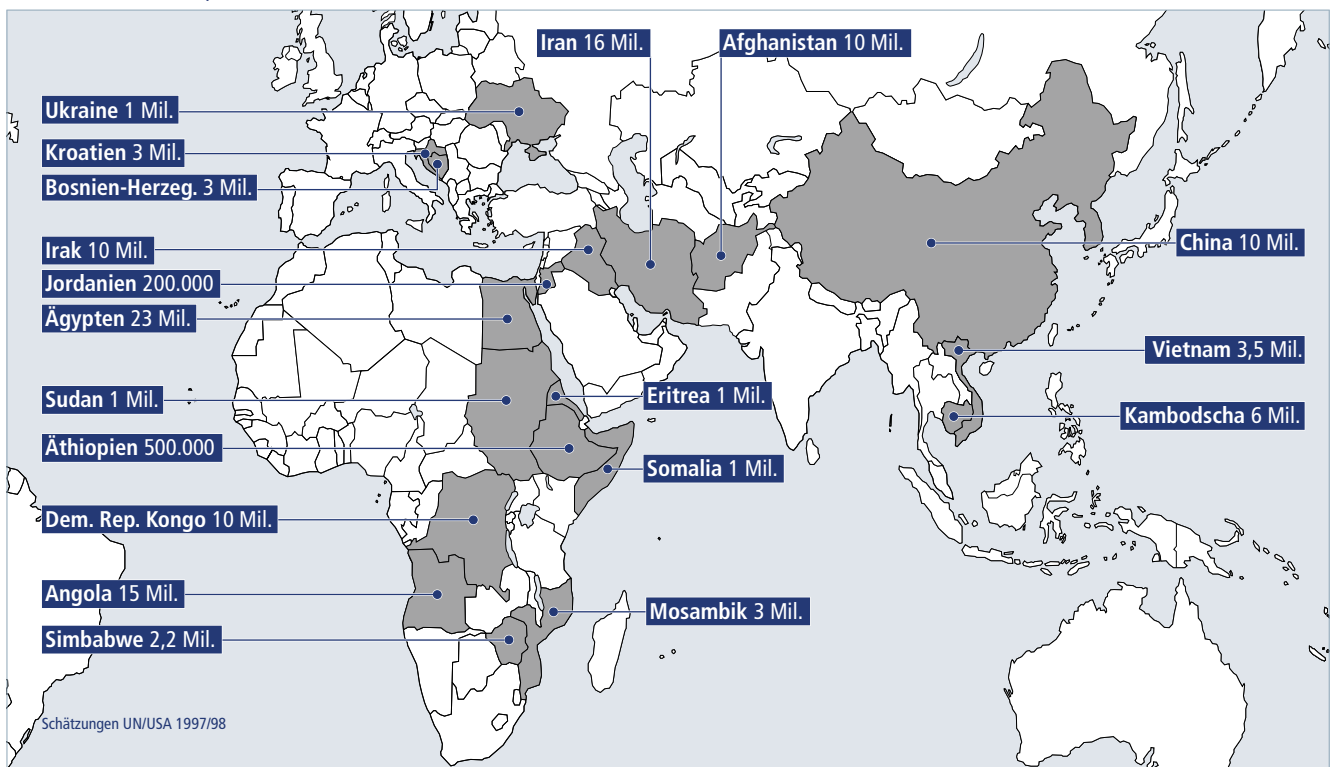 Iran 16 Mil.
Afghanistan 10 Mil.
Ukraine 1 Mil.
Kroatien 3 Mil.
Bosnien-Herzeg. 3 Mil.
Irak 10 Mil.
China 10 Mil.
Jordanien 200.000
Ägypten 23 Mil.
Vietnam 3,5 Mil.
Sudan 1 Mil.
Eritrea 1 Mil.
Kambodscha 6 Mil.
Äthiopien 500.000
Somalia 1 Mil.
Dem. Rep. Kongo 10 Mil.
Angola 15 Mil.
Mosambik 3 Mil.
Simbabwe 2,2 Mil.
Schätzungen UN/USA 1997/98